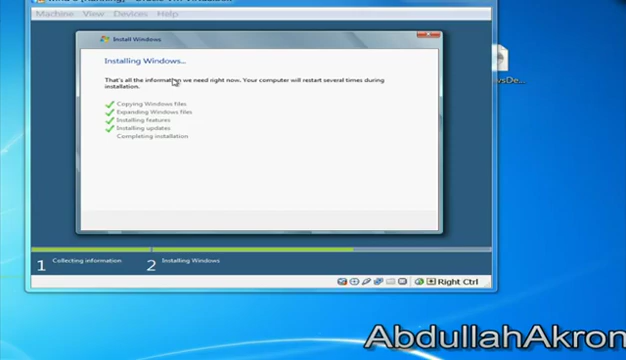 Machine View Devices Help
Install Windows
Installing Windows...
That's all the information we need right now. Your computer will restart several times during
installation.
Copying Windows files
Expanding Windows files
Installing features
Installing updates
Completing installation
1 Collecting information 2 Installing Windows
Right Ctrl
AbdullahAkron